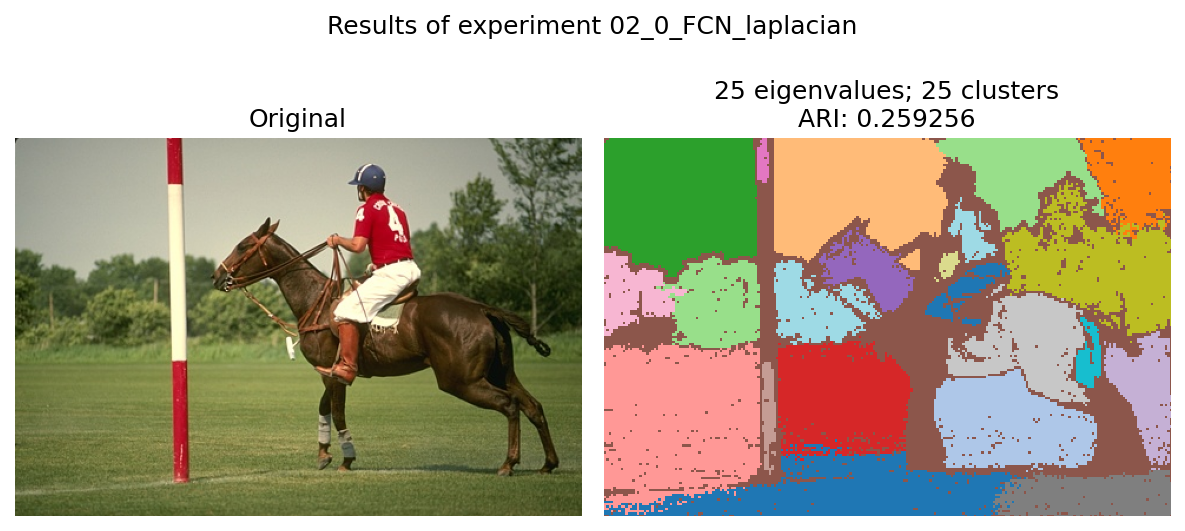 Results of experiment 02_0_FCN_laplacian
Original
25 eigenvalues; 25 clusters
ARI: 0.259256
4